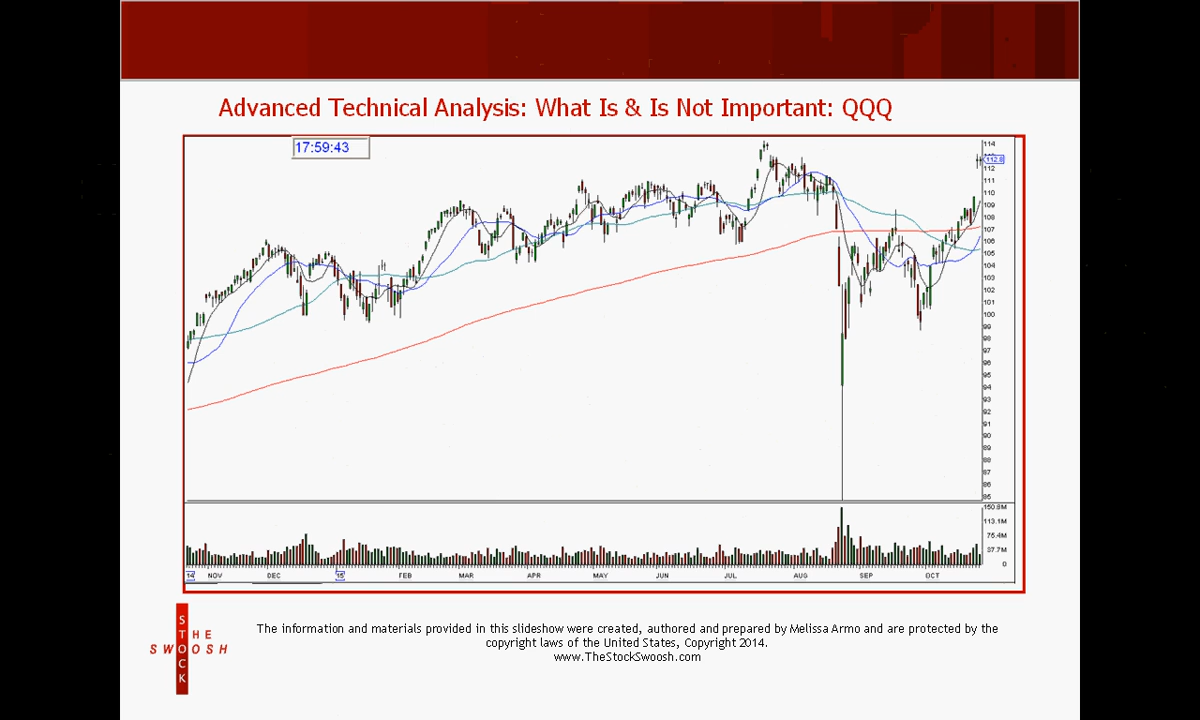 Advanced Technical Analysis: What Is & Is Not Important: QQQ
17:59:43
114
112.8
112
111
110
109
108
107
106
105
104
103
102
101
100
99
98
97
96
95
94
93
92
91
90
89
88
87
86
85
150.8M
113.1M
75.4M
37.7M
0
14 NOV DEC 15 FEB MAR APR MAY JUN JUL AUG SEP OCT
STOCK
THE
SWOOSH
The information and materials provided in this slideshow were created, authored and prepared by Melissa Armo and are protected by the
copyright laws of the United States, Copyright 2014.
www.TheStockSwoosh.com